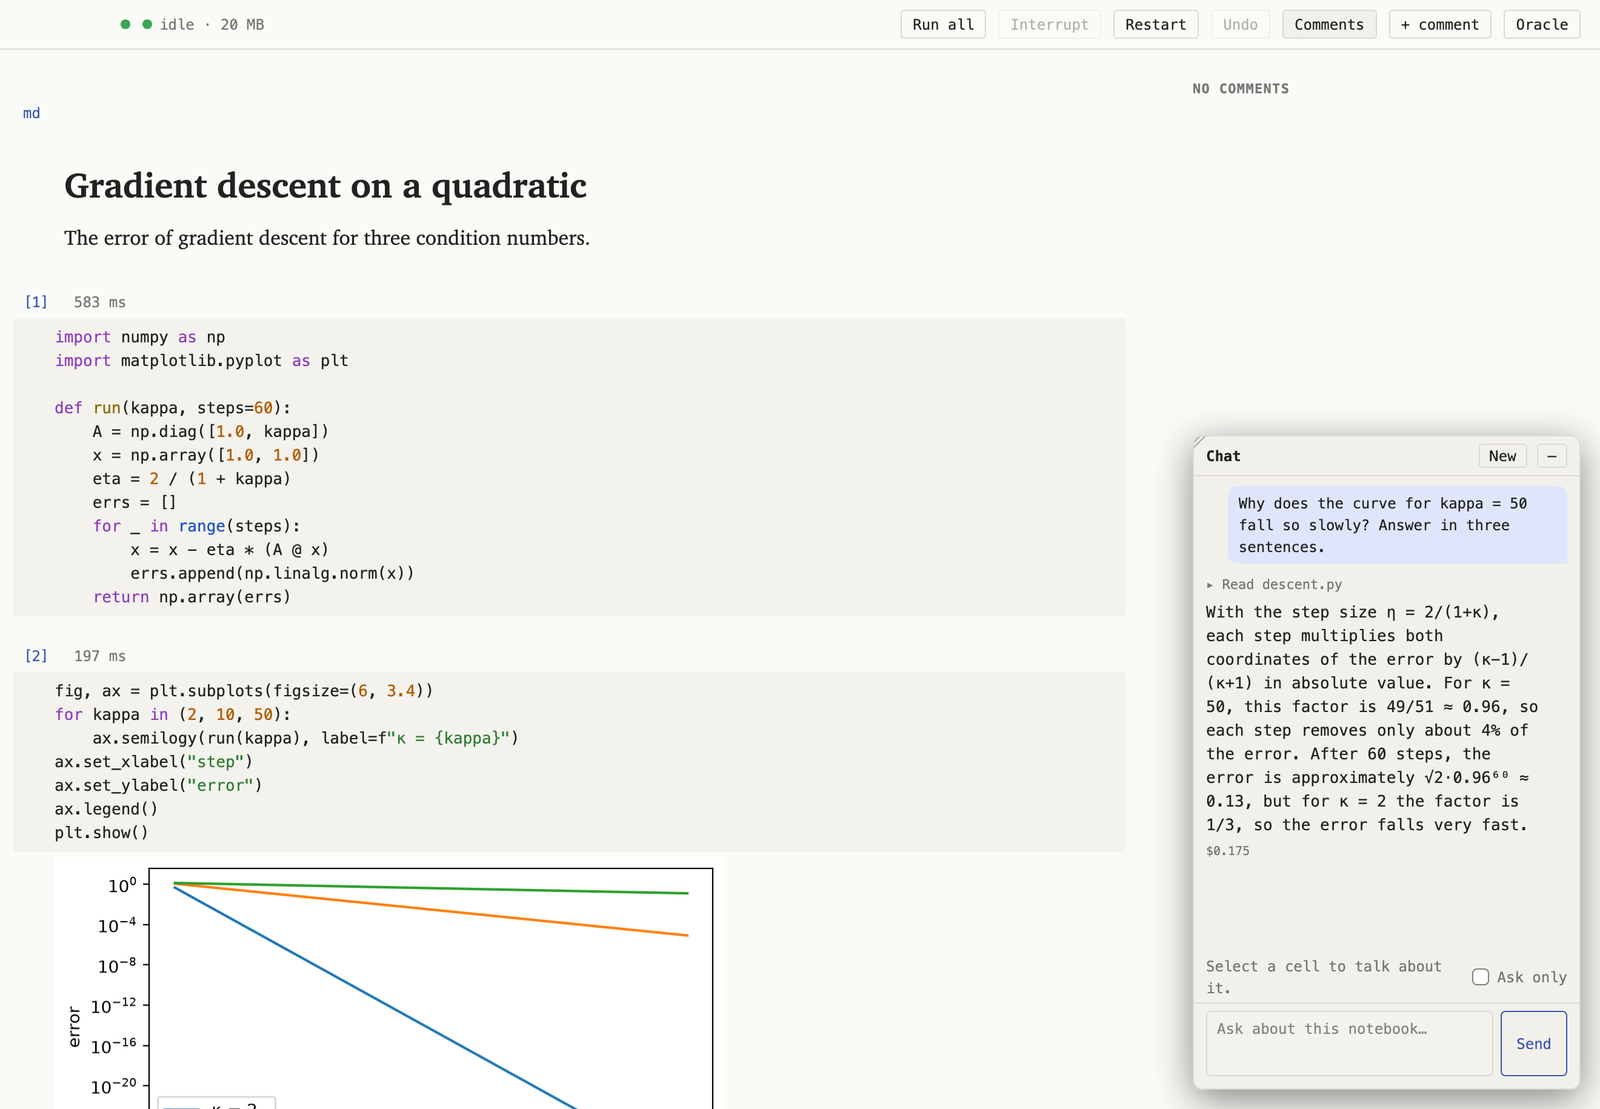 idle · 20 MB
Run all
Interrupt
Restart
Undo
Comments
+ comment
Oracle
NO COMMENTS
md
Gradient descent on a quadratic
The error of gradient descent for three condition numbers.
[1] 583 ms
import numpy as np
import matplotlib.pyplot as plt
def run(kappa, steps=60):
    A = np.diag([1.0, kappa])
    x = np.array([1.0, 1.0])
    eta = 2 / (1 + kappa)
    errs = []
    for _ in range(steps):
        x = x − eta * (A @ x)
        errs.append(np.linalg.norm(x))
    return np.array(errs)
[2] 197 ms
fig, ax = plt.subplots(figsize=(6, 3.4))
for kappa in (2, 10, 50):
    ax.semilogy(run(kappa), label=f"κ = {kappa}")
ax.set_xlabel("step")
ax.set_ylabel("error")
ax.legend()
plt.show()
10⁰
10⁻⁴
10⁻⁸
10⁻¹²
10⁻¹⁶
10⁻²⁰
error
Chat
New
−
Why does the curve for kappa = 50
fall so slowly? Answer in three
sentences.
▸ Read descent.py
With the step size η = 2/(1+κ),
each step multiplies both
coordinates of the error by (κ−1)/
(κ+1) in absolute value. For κ =
50, this factor is 49/51 ≈ 0.96, so
each step removes only about 4% of
the error. After 60 steps, the
error is approximately √2·0.96⁶⁰ ≈
0.13, but for κ = 2 the factor is
1/3, so the error falls very fast.
$0.175
Select a cell to talk about
it.
Ask only
Ask about this notebook…
Send